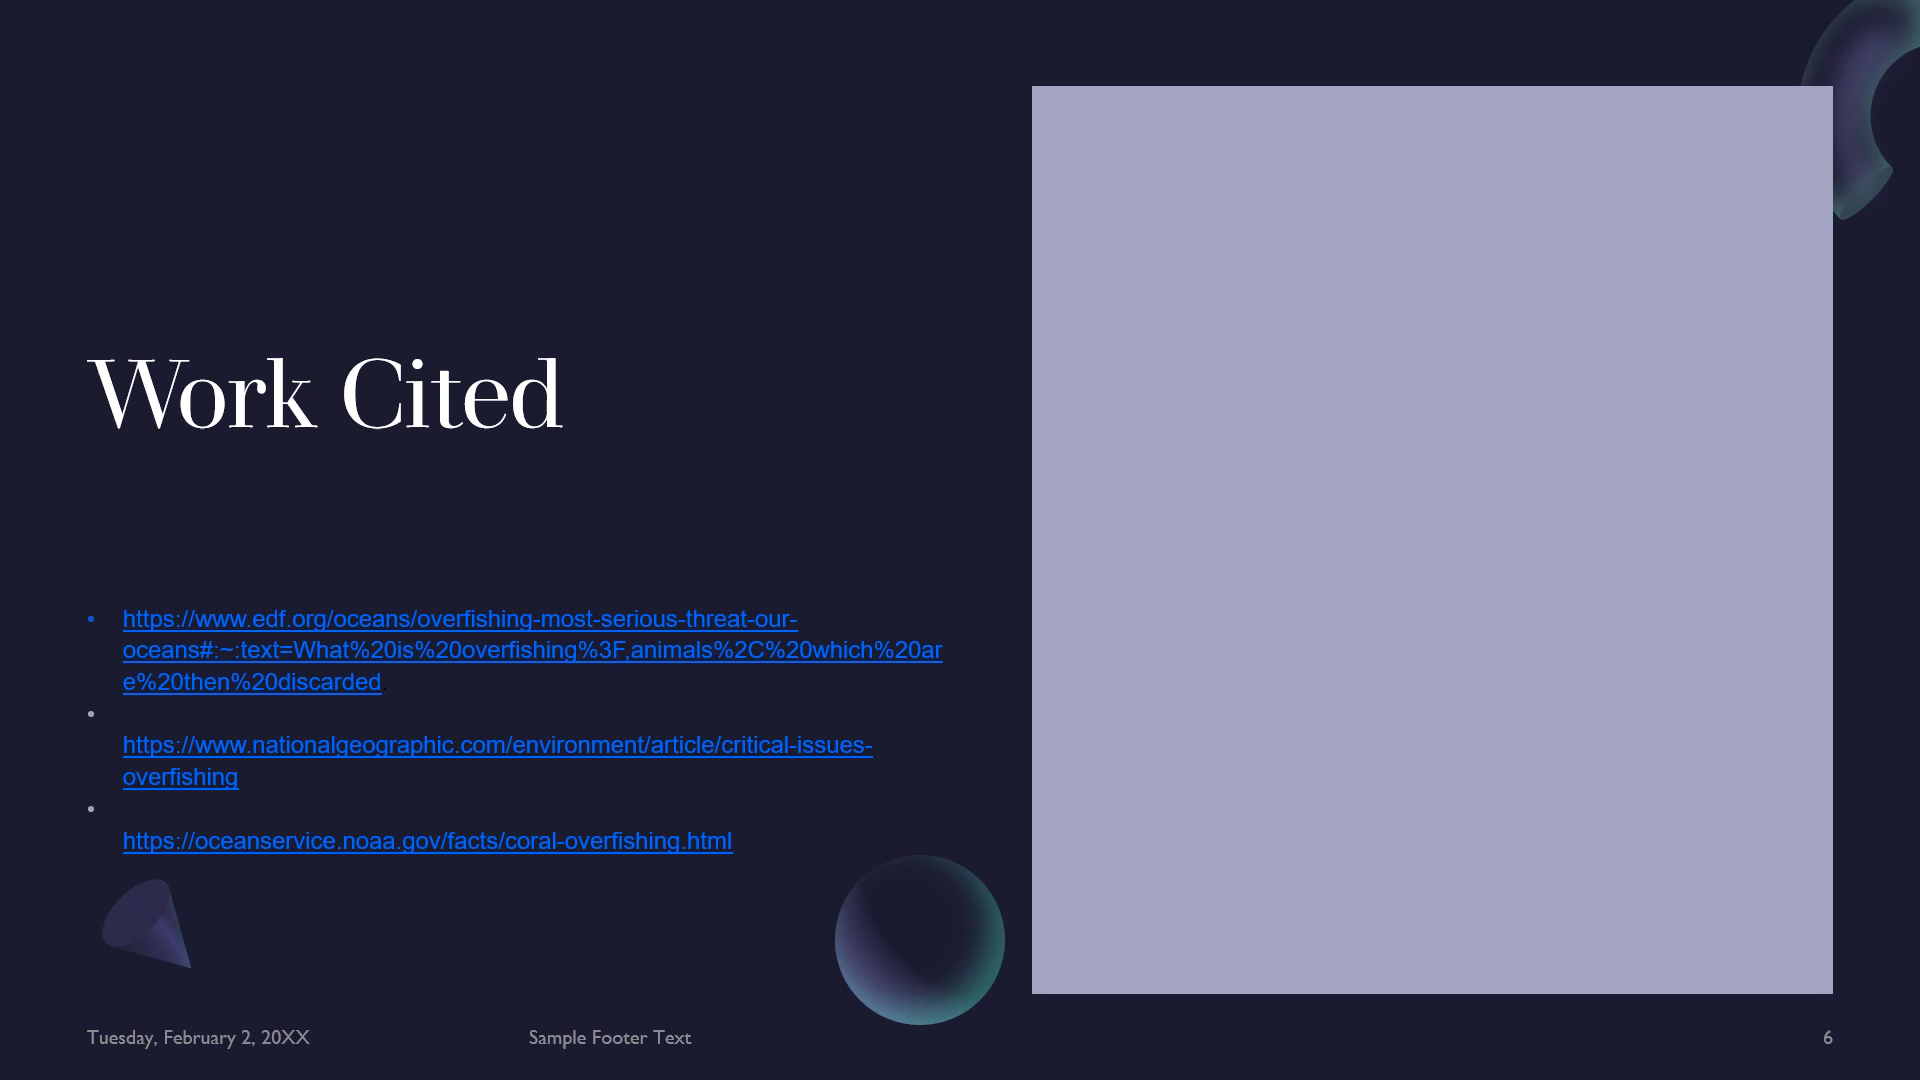 Work Cited
• https://www.edf.org/oceans/overfishing-most-serious-threat-our-
oceans#:~:text=What%20is%20overfishing%3F,animals%2C%20which%20ar
e%20then%20discarded.
•
https://www.nationalgeographic.com/environment/article/critical-issues-
overfishing
•
https://oceanservice.noaa.gov/facts/coral-overfishing.html
Tuesday, February 2, 20XX
Sample Footer Text
6